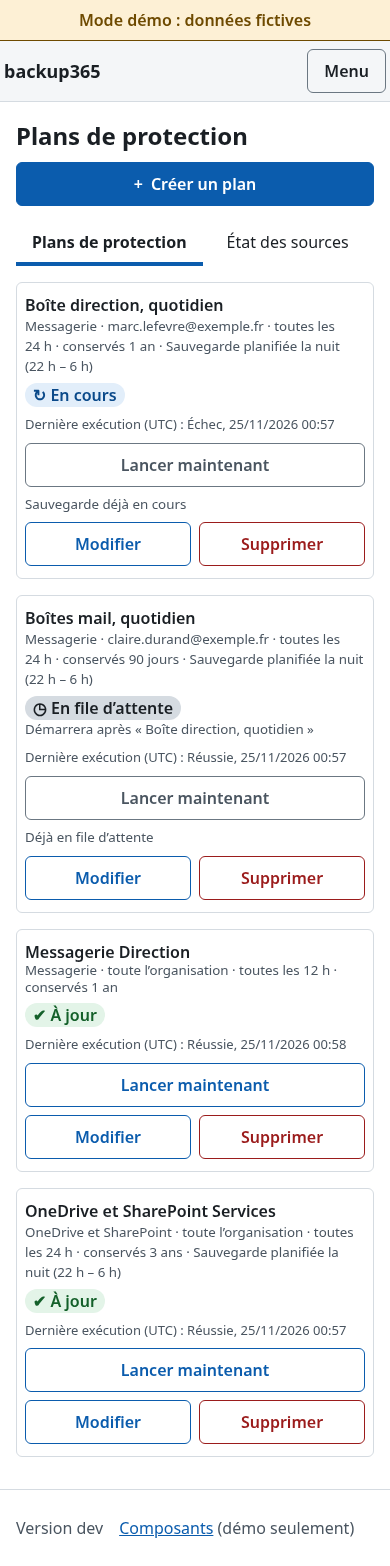 Mode démo : données fictives
backup365
Menu
Plans de protection
+ Créer un plan
Plans de protection
État des sources
Boîte direction, quotidien
Messagerie · marc.lefevre@exemple.fr · toutes les
24 h · conservés 1 an · Sauvegarde planifiée la nuit
(22 h – 6 h)
↻ En cours
Dernière exécution (UTC) : Échec, 25/11/2026 00:57
Lancer maintenant
Sauvegarde déjà en cours
Modifier
Supprimer
Boîtes mail, quotidien
Messagerie · claire.durand@exemple.fr · toutes les
24 h · conservés 90 jours · Sauvegarde planifiée la nuit
(22 h – 6 h)
◷ En file d’attente
Démarrera après « Boîte direction, quotidien »
Dernière exécution (UTC) : Réussie, 25/11/2026 00:57
Lancer maintenant
Déjà en file d’attente
Modifier
Supprimer
Messagerie Direction
Messagerie · toute l’organisation · toutes les 12 h ·
conservés 1 an
✔ À jour
Dernière exécution (UTC) : Réussie, 25/11/2026 00:58
Lancer maintenant
Modifier
Supprimer
OneDrive et SharePoint Services
OneDrive et SharePoint · toute l’organisation · toutes
les 24 h · conservés 3 ans · Sauvegarde planifiée la
nuit (22 h – 6 h)
✔ À jour
Dernière exécution (UTC) : Réussie, 25/11/2026 00:57
Lancer maintenant
Modifier
Supprimer
Version dev
Composants (démo seulement)